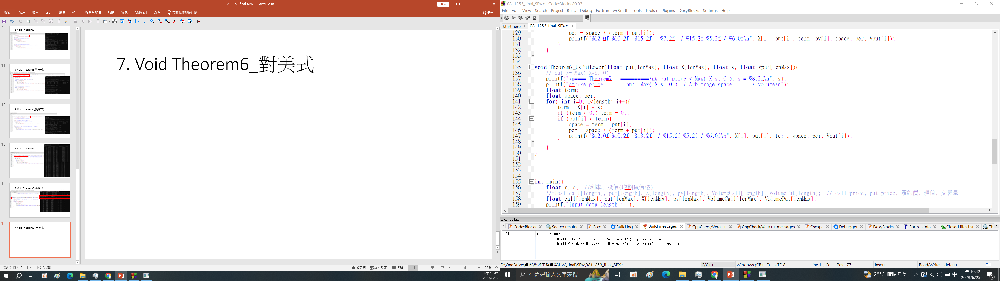 0811253_final_SPX - PowerPoint
登入
檔案 常用 插入 設計 轉場 動畫 投影片放映 校閱 檢視 AMA 2.1 說明 告訴我您想做什麼 共用
2. Void Theorem2
11
3. Void Theorem3_對美式
12
4. Void Theorem3_對歐式
13
5. Void Theorem4
14
6. Void Theorem6_對歐式
15
7. Void Theorem6_對美式
7. Void Theorem6_對美式
投影片 15 / 15 中文 (台灣) 備忘稿 顯示設定 註解 122%
下午 10:42
2023/6/25
0811253_final_SPX.c - Code::Blocks 20.03
File Edit View Search Project Build Debug Fortran wxSmith Tools Tools+ Plugins DoxyBlocks Settings Help
Start here 0811253_final_SPX.c
129 per = space / (term + put[i]);
130 printf("%12.0f %10.2f  %15.2f   %7.2f  / %15.2f %5.2f / %6.0f\n", X[i], put[i], term, pv[i], space, per, Vput[i]);
131 }
132 }
133 }
134
135 void Theorem7_UsPutLower(float put[lenMax], float X[lenMax], float s, float Vput[lenMax]){
136 // put >= Max( X-S, 0)
137 printf("\n==== Theorem7 : ==========\n# put price < Max( X-s, 0 ), s = %8.2f\n", s);
138 printf("strike price        put  Max( X-s, 0 )  / Arbitrage space       / volume\n");
139 float term;
140 float space, per;
141 for( int i=0; i<length; i++){
142 term = X[i] - s;
143 if (term < 0.) term = 0.;
144 if (put[i] < term){
145 space = term - put[i];
146 per = space / (term + put[i]);
147 printf("%12.0f %10.2f  %13.2f  / %15.2f %5.2f / %6.0f\n", X[i], put[i], term, space, per, Vput[i]);
148 }
149 }
150 }
151
152
153
154
155 int main(){
156 float r, s;  //利率, 股價(取期貨價格)
157 //float call[length], put[length], X[length], pv[length], VolumeCall[length], VolumePut[length];  // call price, put price, 履約價, 現值, 交易量
158 float call[lenMax], put[lenMax], X[lenMax], pv[lenMax], VolumeCall[lenMax], VolumePut[lenMax];
159 printf("input data length : ");
Logs & others
Code::Blocks Search results Cccc Build log Build messages CppCheck/Vera++ CppCheck/Vera++ messages Cscope Debugger DoxyBlocks Fortran info Closed files list Th
File Line Message
=== Build file: "no target" in "no project" (compiler: unknown) ===
=== Build finished: 0 error(s), 0 warning(s) (0 minute(s), 1 second(s)) ===
D:\OneDrive\桌面\財務工程導論\HW_final\SPX\0811253_final_SPX.c C/C++ Windows (CR+LF) UTF-8 Line 14, Col 1, Pos 477 Insert Read/Write default
在這裡輸入文字來搜
28°C 晴時多雲 中 下午 10:42
2023/6/25
3